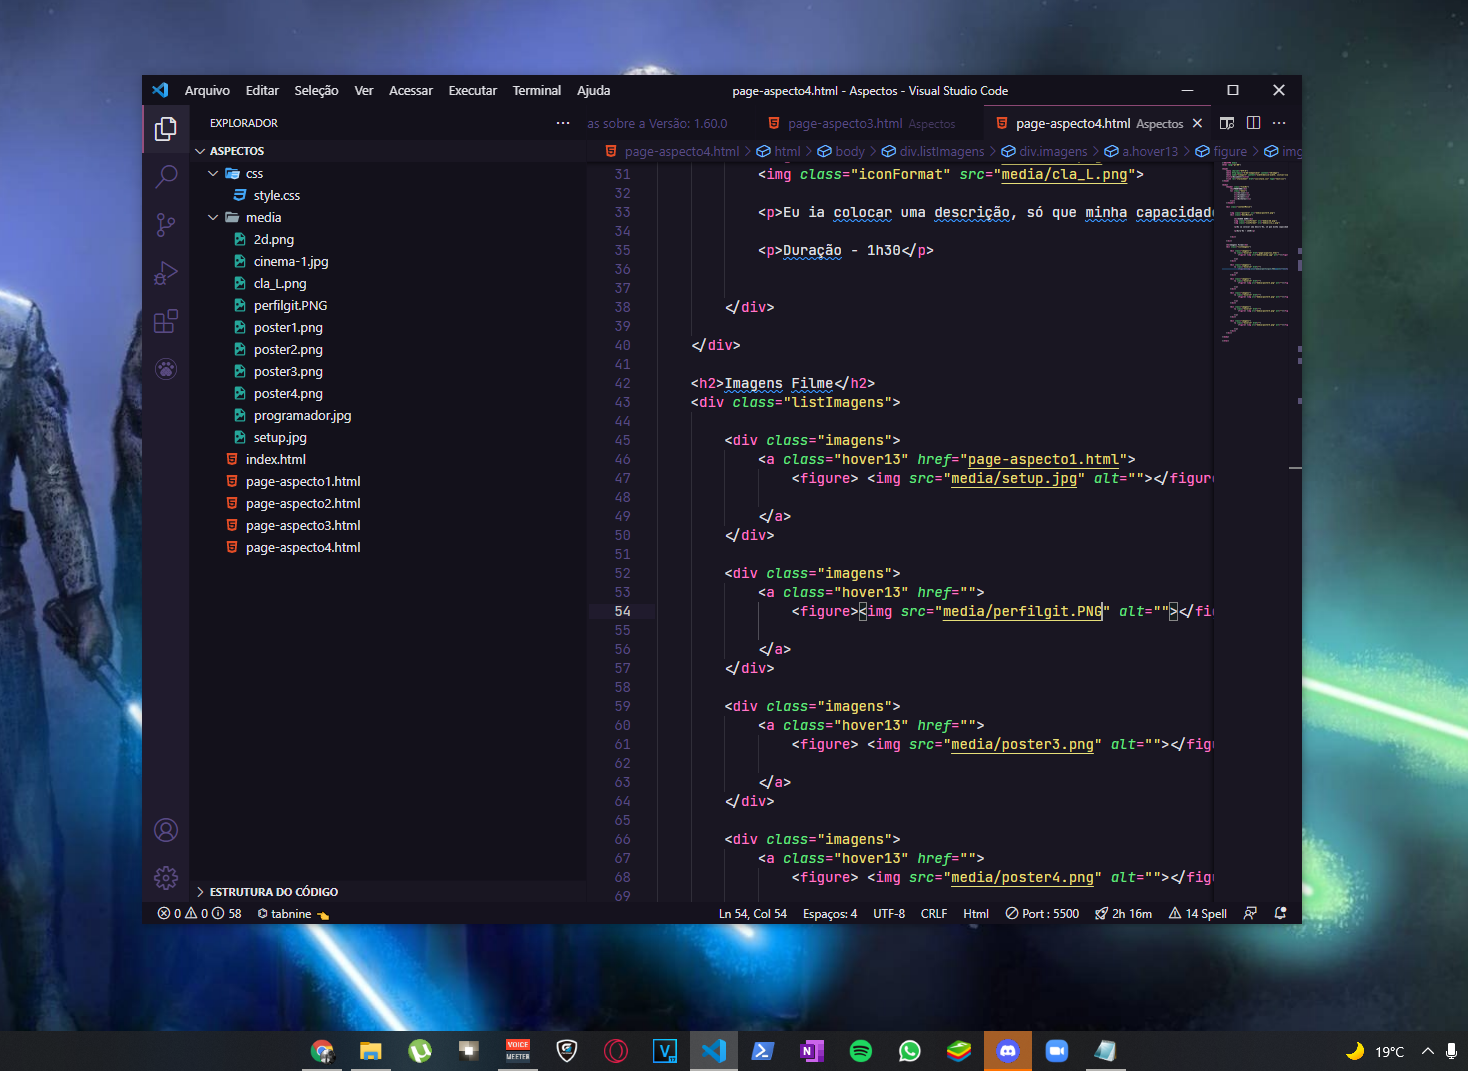 Arquivo Editar Seleção Ver Acessar Executar Terminal Ajuda
page-aspecto4.html - Aspectos - Visual Studio Code
EXPLORADOR
as sobre a Versão: 1.60.0
page-aspecto3.html Aspectos
page-aspecto4.html Aspectos
ASPECTOS
css
style.css
media
2d.png
cinema-1.jpg
cla_L.png
perfilgit.PNG
poster1.png
poster2.png
poster3.png
poster4.png
programador.jpg
setup.jpg
index.html
page-aspecto1.html
page-aspecto2.html
page-aspecto3.html
page-aspecto4.html
ESTRUTURA DO CÓDIGO
page-aspecto4.html > html > body > div.listImagens > div.imagens > a.hover13 > figure > img
31 <img class="iconFormat" src="media/cla_L.png">
32
33 <p>Eu ia colocar uma descrição, só que minha capacidade
34
35 <p>Duração - 1h30</p>
36
37
38 </div>
39
40 </div>
41
42 <h2>Imagens Filme</h2>
43 <div class="listImagens">
44
45 <div class="imagens">
46 <a class="hover13" href="page-aspecto1.html">
47 <figure> <img src="media/setup.jpg" alt=""></figur
48
49 </a>
50 </div>
51
52 <div class="imagens">
53 <a class="hover13" href="">
54 <figure><img src="media/perfilgit.PNG" alt=""></fi
55
56 </a>
57 </div>
58
59 <div class="imagens">
60 <a class="hover13" href="">
61 <figure> <img src="media/poster3.png" alt=""></fig
62
63 </a>
64 </div>
65
66 <div class="imagens">
67 <a class="hover13" href="">
68 <figure> <img src="media/poster4.png" alt=""></fig
69
0 0 58 tabnine
Ln 54, Col 54 Espaços: 4 UTF-8 CRLF Html Port : 5500 2h 16m 14 Spell
VOICE
MEETER
19°C